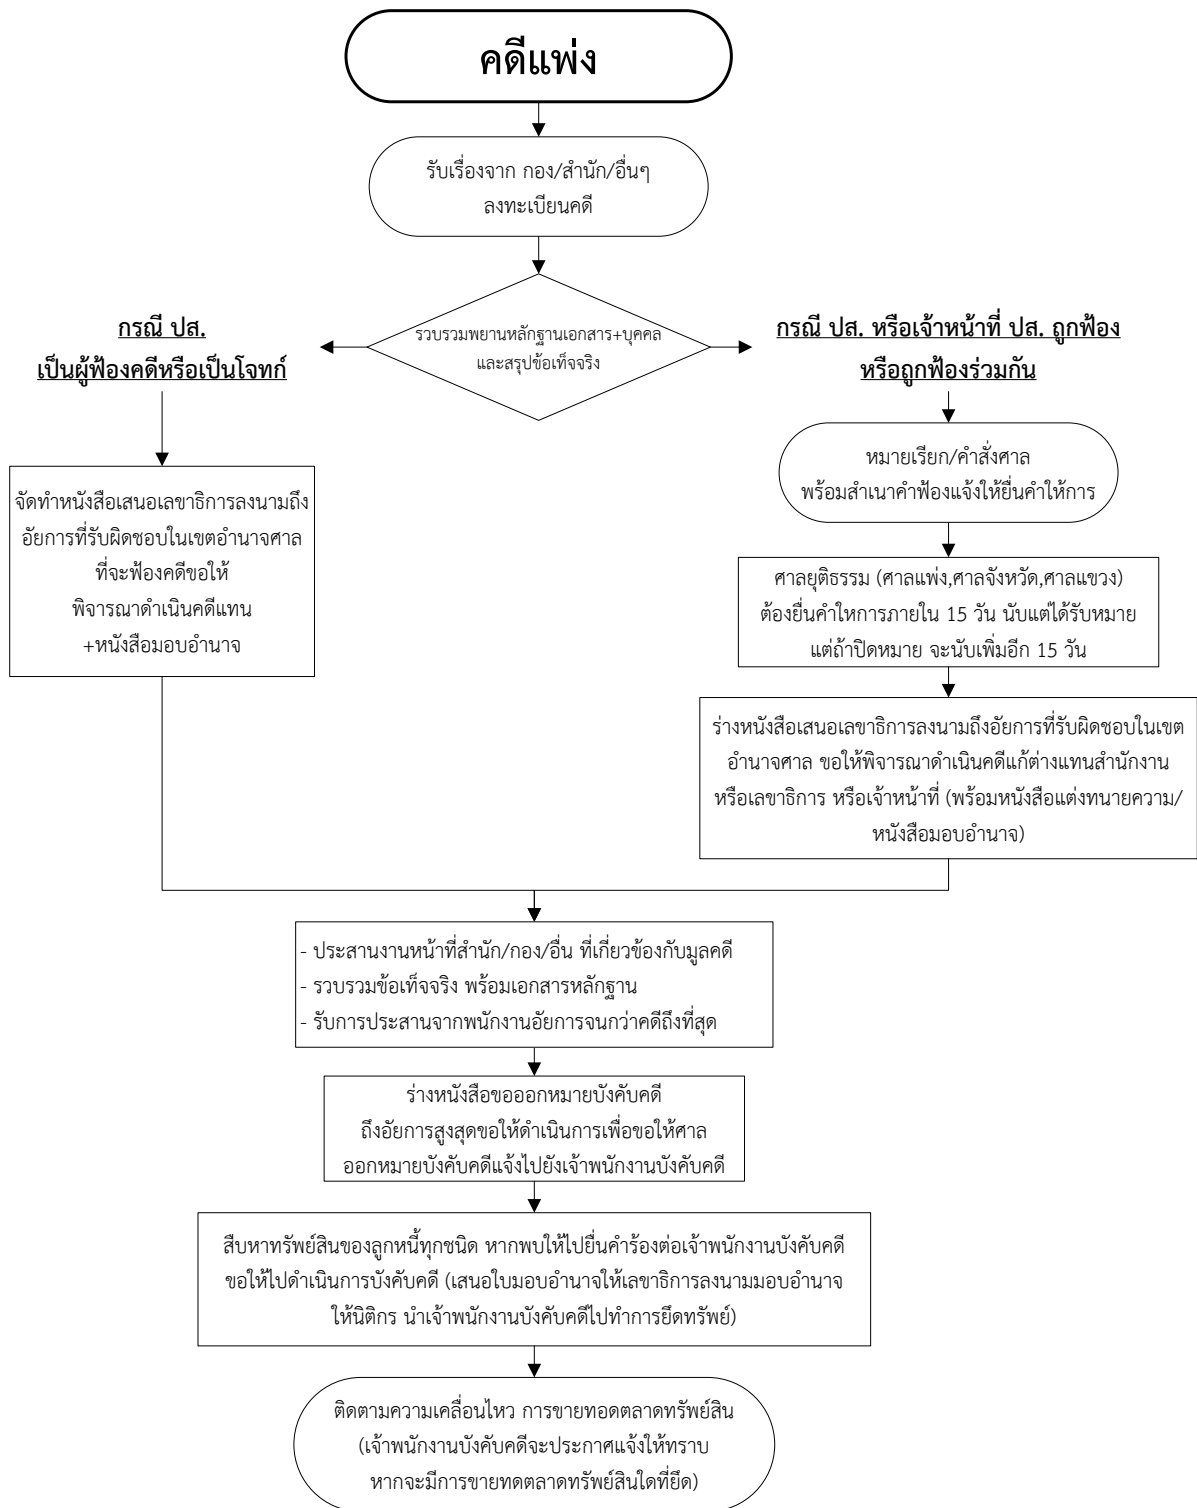 คดีแพ่ง
รับเรื่องจาก กอง/สำนัก/อื่นๆ
ลงทะเบียนคดี
รวบรวมพยานหลักฐานเอกสาร+บุคคล
และสรุปข้อเท็จจริง
กรณี ปส.
เป็นผู้ฟ้องคดีหรือเป็นโจทก์
จัดทำหนังสือเสนอเลขาธิการลงนามถึง
อัยการที่รับผิดชอบในเขตอำนาจศาล
ที่จะฟ้องคดีขอให้
พิจารณาดำเนินคดีแทน
+หนังสือมอบอำนาจ
กรณี ปส. หรือเจ้าหน้าที่ ปส. ถูกฟ้อง
หรือถูกฟ้องร่วมกัน
หมายเรียก/คำสั่งศาล
พร้อมสำเนาคำฟ้องแจ้งให้ยื่นคำให้การ
ศาลยุติธรรม (ศาลแพ่ง,ศาลจังหวัด,ศาลแขวง)
ต้องยื่นคำใหการภายใน 15 วัน นับแต่ได้รับหมาย
แต่ถ้าปิดหมาย จะนับเพิ่มอีก 15 วัน
ร่างหนังสือเสนอเลขาธิการลงนามถึงอัยการที่รับผิดชอบในเขต
อำนาจศาล ขอให้พิจารณาดำเนินคดีแก้ต่างแทนสำนักงาน
หรือเลขาธิการ หรือเจ้าหน้าที่ (พร้อมหนังสือแต่งทนายความ/
หนังสือมอบอำนาจ)
- ประสานงานหน้าที่สำนัก/กอง/อื่น ที่เกี่ยวข้องกับมูลคดี
- รวบรวมข้อเท็จจริง พร้อมเอกสารหลักฐาน
- รับการประสานจากพนักงานอัยการจนกว่าคดีถึงที่สุด
ร่างหนังสือขอออกหมายบังคับคดี
ถึงอัยการสูงสุดขอให้ดำเนินการเพื่อขอให้ศาล
ออกหมายบังคับคดีแจ้งไปยังเจ้าพนักงานบังคับคดี
สืบหาทรัพย์สินของลูกหนี้ทุกชนิด หากพบให้ไปยื่นคำร้องต่อเจ้าพนักงานบังคับคดี
ขอให้ไปดำเนินการบังคับคดี (เสนอใบมอบอำนาจให้เลขาธิการลงนามมอบอำนาจ
ให้นิติกร นำเจ้าพนักงานบังคับคดีไปทำการยึดทรัพย์)
ติดตามความเคลื่อนไหว การขายทอดตลาดทรัพย์สิน
(เจ้าพนักงานบังคับคดีจะประกาศแจ้งให้ทราบ
หากจะมีการขายทดตลาดทรัพย์สินใดที่ยึด)